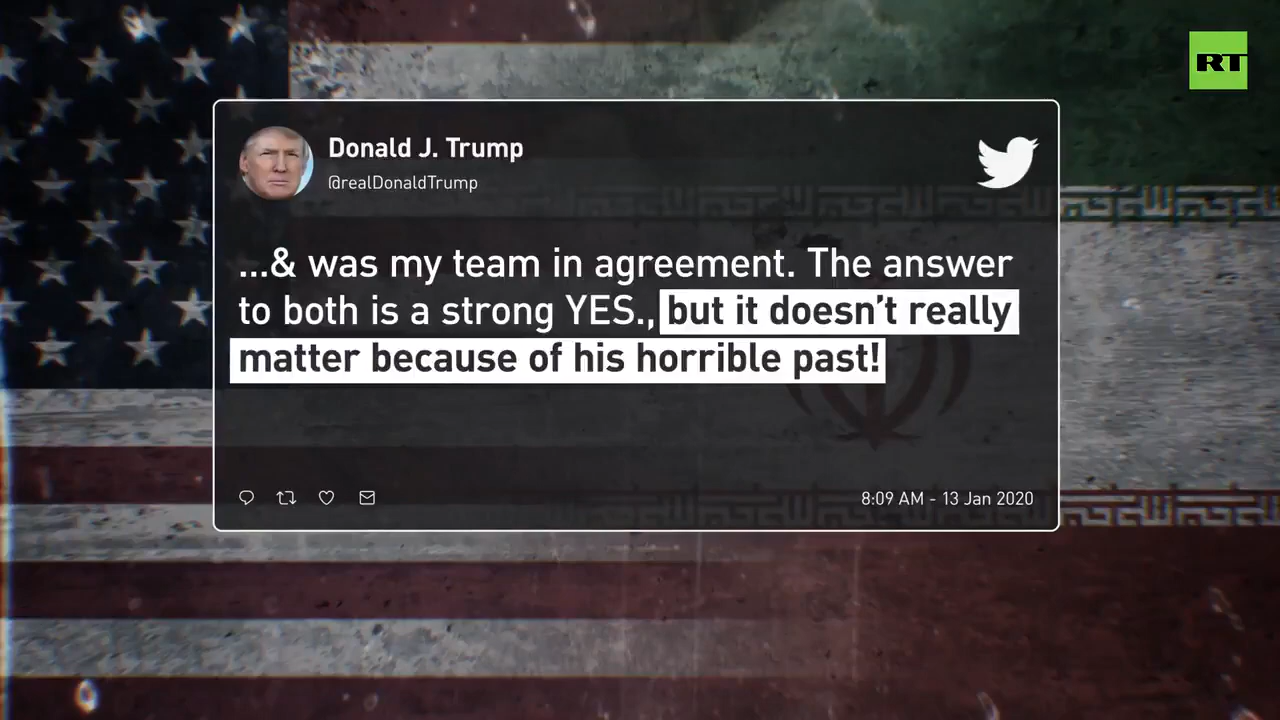 RT
Donald J. Trump
@realDonaldTrump
...& was my team in agreement. The answer
to both is a strong YES., but it doesn't really
matter because of his horrible past!
8:09 AM - 13 Jan 2020